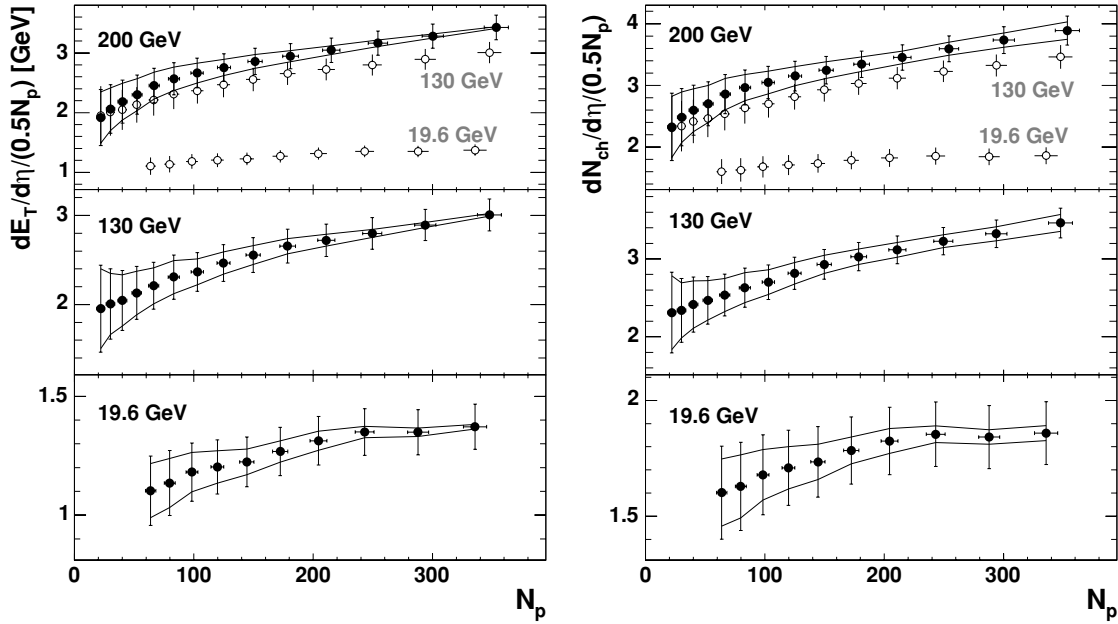 dE_T/dη/(0.5N_p) [GeV]
200 GeV
130 GeV
19.6 GeV
3
2
1
130 GeV
3
2
19.6 GeV
1.5
1
0 100 200 300
N_p
dN_ch/dη/(0.5N_p)
200 GeV
130 GeV
19.6 GeV
4
3
2
130 GeV
3
2
19.6 GeV
2
1.5
0 100 200 300
N_p